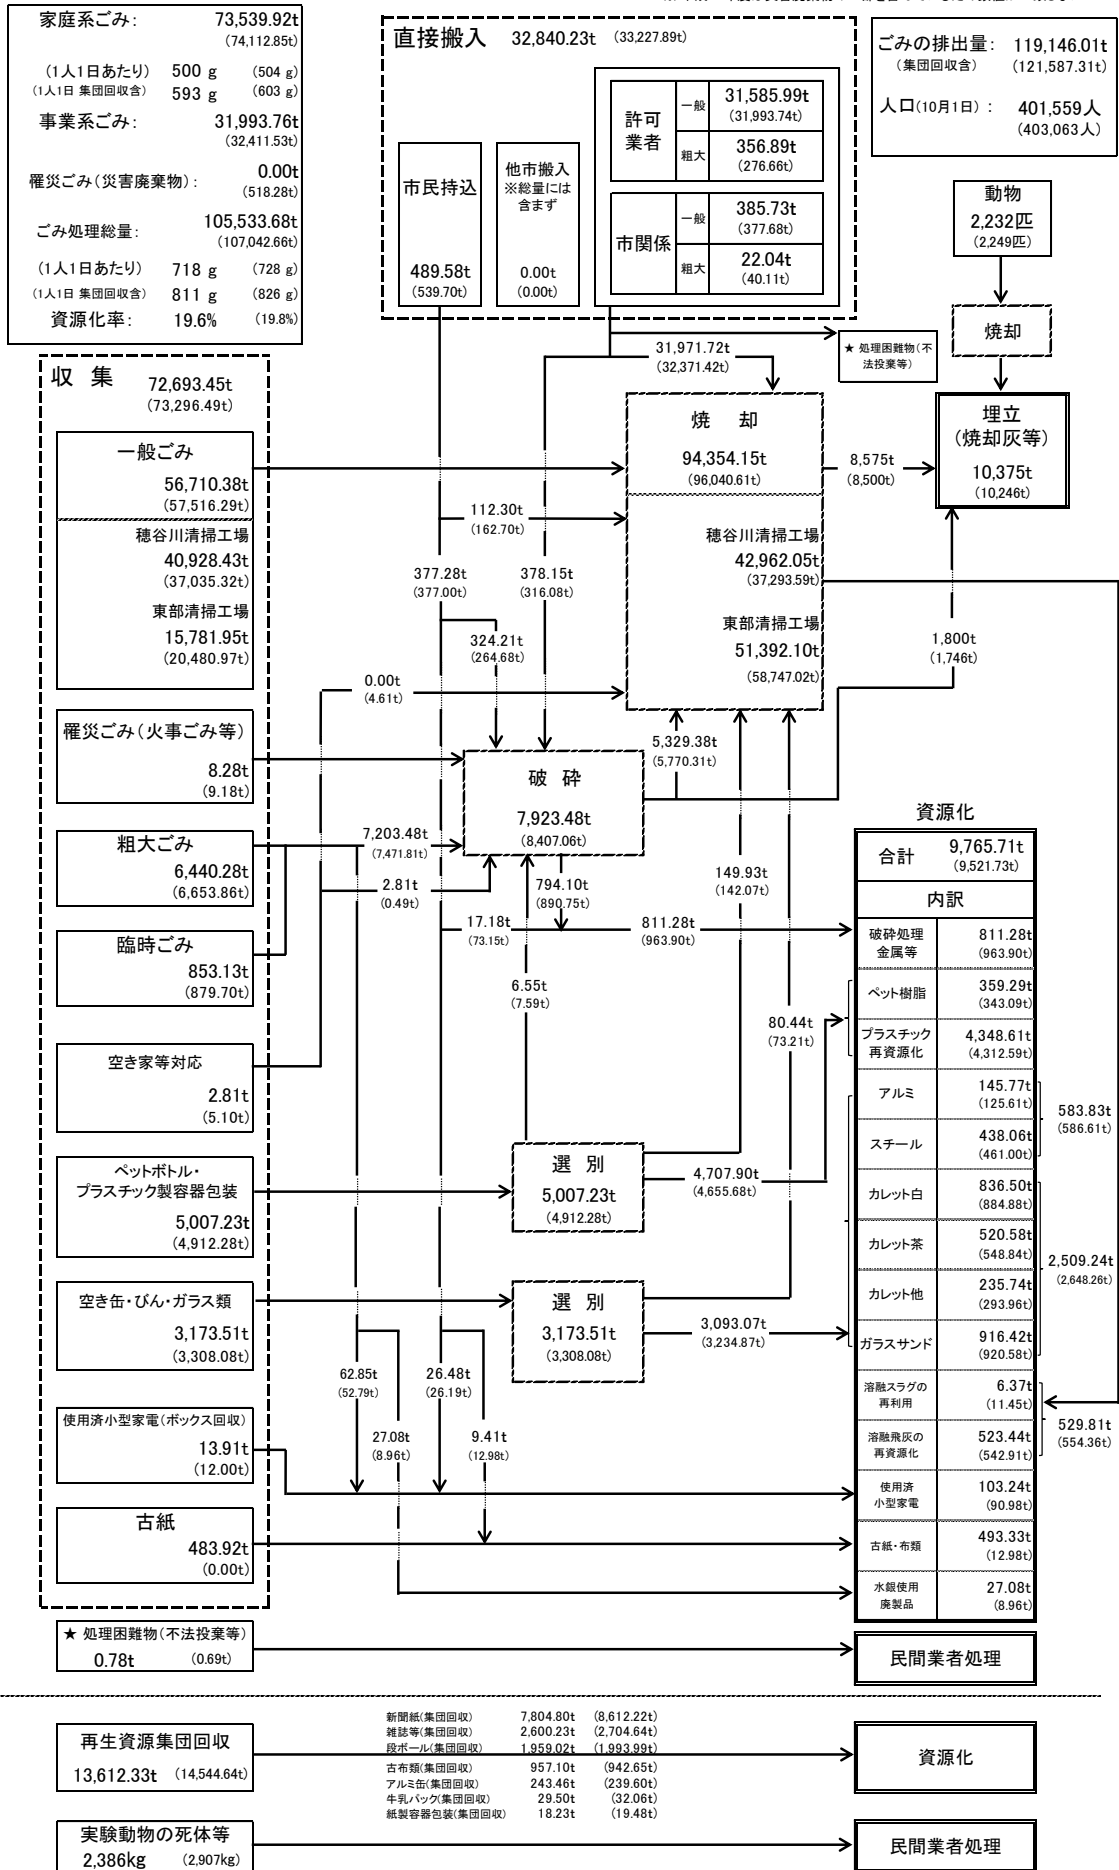 家庭系ごみ: 73,539.92t
(74,112.85t)
(1人1日あたり) 500 g (504 g)
(1人1日 集団回収含) 593 g (603 g)
事業系ごみ: 31,993.76t
(32,411.53t)
罹災ごみ(災害廃棄物): 0.00t
(518.28t)
ごみ処理総量: 105,533.68t
(107,042.66t)
(1人1日あたり) 718 g (728 g)
(1人1日 集団回収含) 811 g (826 g)
資源化率: 19.6% (19.8%)
直接搬入 32,840.23t (33,227.89t)
市民持込
489.58t
(539.70t)
他市搬入
※総量には
含まず
0.00t
(0.00t)
許可
業者
一般 31,585.99t
(31,993.74t)
粗大 356.89t
(276.66t)
市関係
一般 385.73t
(377.68t)
粗大 22.04t
(40.11t)
ごみの排出量: 119,146.01t
(集団回収含) (121,587.31t)
人口(10月1日): 401,559人
(403,063人)
動物
2,232匹
(2,249匹)
焼却
★ 処理困難物(不
法投棄等)
埋立
(焼却灰等)
10,375t
(10,246t)
31,971.72t
(32,371.42t)
収 集 72,693.45t
(73,296.49t)
一般ごみ
56,710.38t
(57,516.29t)
穂谷川清掃工場
40,928.43t
(37,035.32t)
東部清掃工場
15,781.95t
(20,480.97t)
焼 却
94,354.15t
(96,040.61t)
穂谷川清掃工場
42,962.05t
(37,293.59t)
東部清掃工場
51,392.10t
(58,747.02t)
8,575t
(8,500t)
112.30t
(162.70t)
377.28t
(377.00t)
378.15t
(316.08t)
324.21t
(264.68t)
0.00t
(4.61t)
1,800t
(1,746t)
5,329.38t
(5,770.31t)
罹災ごみ(火事ごみ等)
8.28t
(9.18t)
破 砕
7,923.48t
(8,407.06t)
粗大ごみ
6,440.28t
(6,653.86t)
7,203.48t
(7,471.81t)
2.81t
(0.49t)
794.10t
(890.75t)
149.93t
(142.07t)
17.18t
(73.15t)
811.28t
(963.90t)
臨時ごみ
853.13t
(879.70t)
6.55t
(7.59t)
80.44t
(73.21t)
空き家等対応
2.81t
(5.10t)
ペットボトル・
プラスチック製容器包装
5,007.23t
(4,912.28t)
選 別
5,007.23t
(4,912.28t)
4,707.90t
(4,655.68t)
空き缶・びん・ガラス類
3,173.51t
(3,308.08t)
選 別
3,173.51t
(3,308.08t)
3,093.07t
(3,234.87t)
62.85t
(52.79t)
26.48t
(26.19t)
27.08t
(8.96t)
9.41t
(12.98t)
使用済小型家電(ボックス回収)
13.91t
(12.00t)
古紙
483.92t
(0.00t)
資源化
合計 9,765.71t
(9,521.73t)
内訳
破砕処理
金属等
811.28t
(963.90t)
ペット樹脂 359.29t
(343.09t)
プラスチック
再資源化
4,348.61t
(4,312.59t)
アルミ 145.77t
(125.61t)
スチール 438.06t
(461.00t)
583.83t
(586.61t)
カレット白 836.50t
(884.88t)
カレット茶 520.58t
(548.84t)
カレット他 235.74t
(293.96t)
ガラスサンド 916.42t
(920.58t)
2,509.24t
(2,648.26t)
溶融スラグの
再利用
6.37t
(11.45t)
溶融飛灰の
再資源化
523.44t
(542.91t)
529.81t
(554.36t)
使用済
小型家電
103.24t
(90.98t)
古紙・布類 493.33t
(12.98t)
水銀使用
廃製品
27.08t
(8.96t)
★ 処理困難物(不法投棄等)
0.78t (0.69t)
民間業者処理
再生資源集団回収
13,612.33t (14,544.64t)
新聞紙(集団回収) 7,804.80t (8,612.22t)
雑誌等(集団回収) 2,600.23t (2,704.64t)
段ボール(集団回収) 1,959.02t (1,993.99t)
古布類(集団回収) 957.10t (942.65t)
アルミ缶(集団回収) 243.46t (239.60t)
牛乳パック(集団回収) 29.50t (32.06t)
紙製容器包装(集団回収) 18.23t (19.48t)
資源化
実験動物の死体等
2,386kg (2,907kg)
民間業者処理